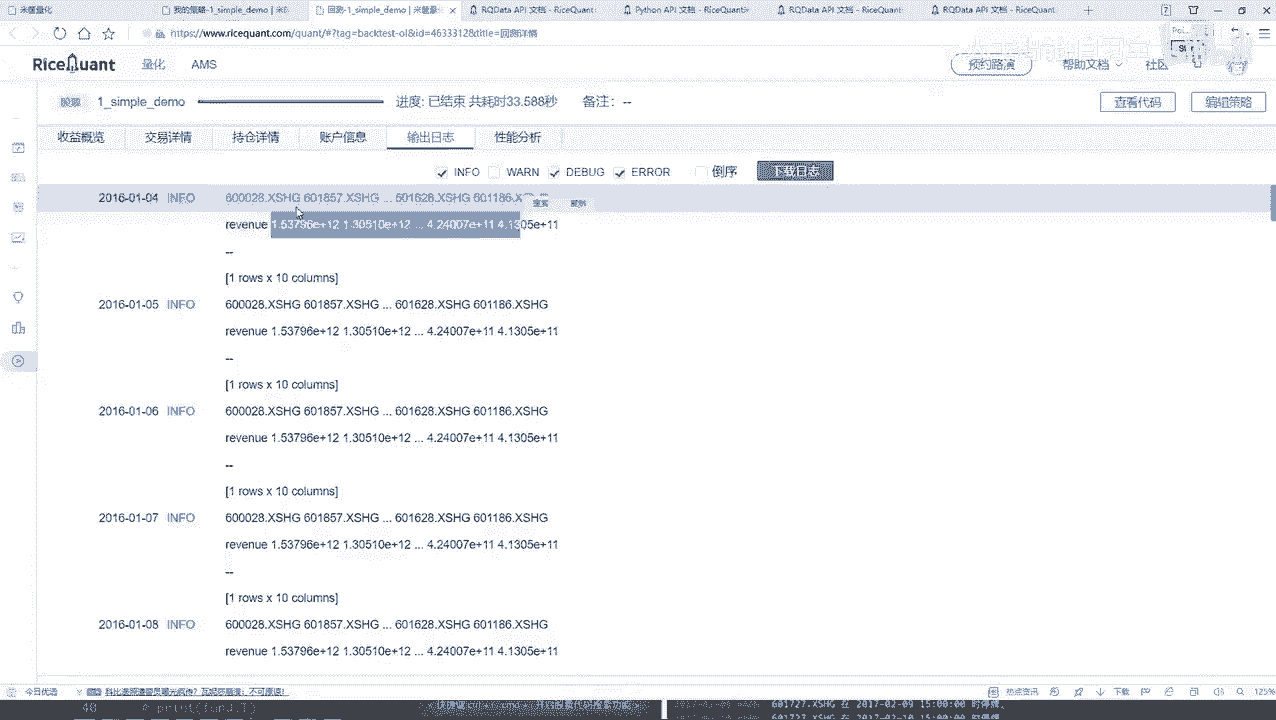 米筐量化 我的策略-1_simple_demo | 米筐 回测-1_simple_demo | 米筐量 RQData API 文档 - RiceQuant Python API 文档 - RiceQuant RQData API 文档 - RiceQuant RQData API 文档 - RiceQuant
https://www.ricequant.com/quant/#?tag=backtest-ol&id=4633312&title=回测详情
RiceQuant 量化 AMS 预约路演 帮助文档 社区
1_simple_demo 进度: 已结束 共耗时33.588秒 备注: -- 查看代码 编辑策略
收益概览 交易详情 持仓详情 账户信息 输出日志 性能分析
INFO WARN DEBUG ERROR 倒序 下载日志
2016-01-04 INFO 600028.XSHG 601857.XSHG ... 601628.XSHG 601186.X
revenue 1.53796e+12 1.30510e+12 ... 4.24007e+11 4.1305e+11
--
[1 rows x 10 columns]
2016-01-05 INFO 600028.XSHG 601857.XSHG ... 601628.XSHG 601186.XSHG
revenue 1.53796e+12 1.30510e+12 ... 4.24007e+11 4.1305e+11
--
[1 rows x 10 columns]
2016-01-06 INFO 600028.XSHG 601857.XSHG ... 601628.XSHG 601186.XSHG
revenue 1.53796e+12 1.30510e+12 ... 4.24007e+11 4.1305e+11
--
[1 rows x 10 columns]
2016-01-07 INFO 600028.XSHG 601857.XSHG ... 601628.XSHG 601186.XSHG
revenue 1.53796e+12 1.30510e+12 ... 4.24007e+11 4.1305e+11
--
[1 rows x 10 columns]
2016-01-08 INFO 600028.XSHG 601857.XSHG ... 601628.XSHG 601186.XSHG
revenue 1.53796e+12 1.30510e+12 ... 4.24007e+11 4.1305e+11
今日优选 热点资讯 下载 125%
40 # print(fund.T) 601727.XSHG 在 2017-02-09 15:00:00 时停牌.